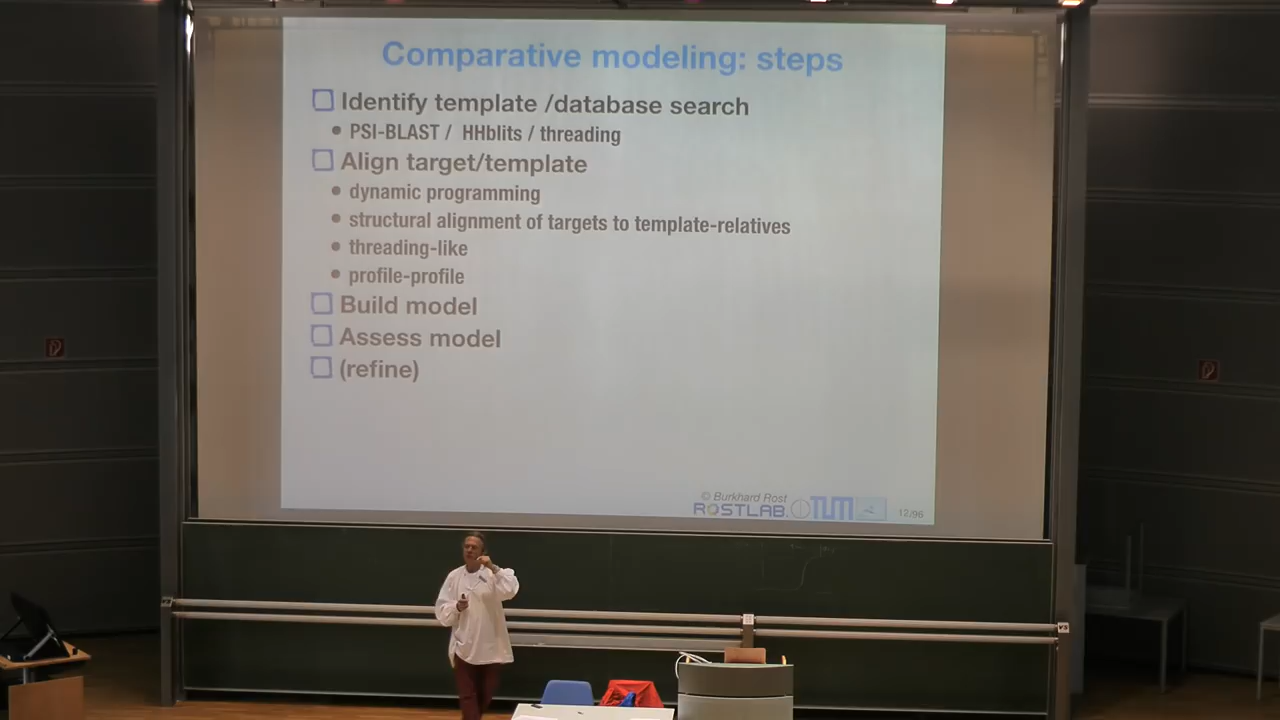 Comparative modeling: steps
Identify template /database search
PSI-BLAST / HHblits / threading
Align target/template
dynamic programming
structural alignment of targets to template-relatives
threading-like
profile-profile
Build model
Assess model
(refine)
© Burkhard Rost
ROSTLAB TUM
12/96